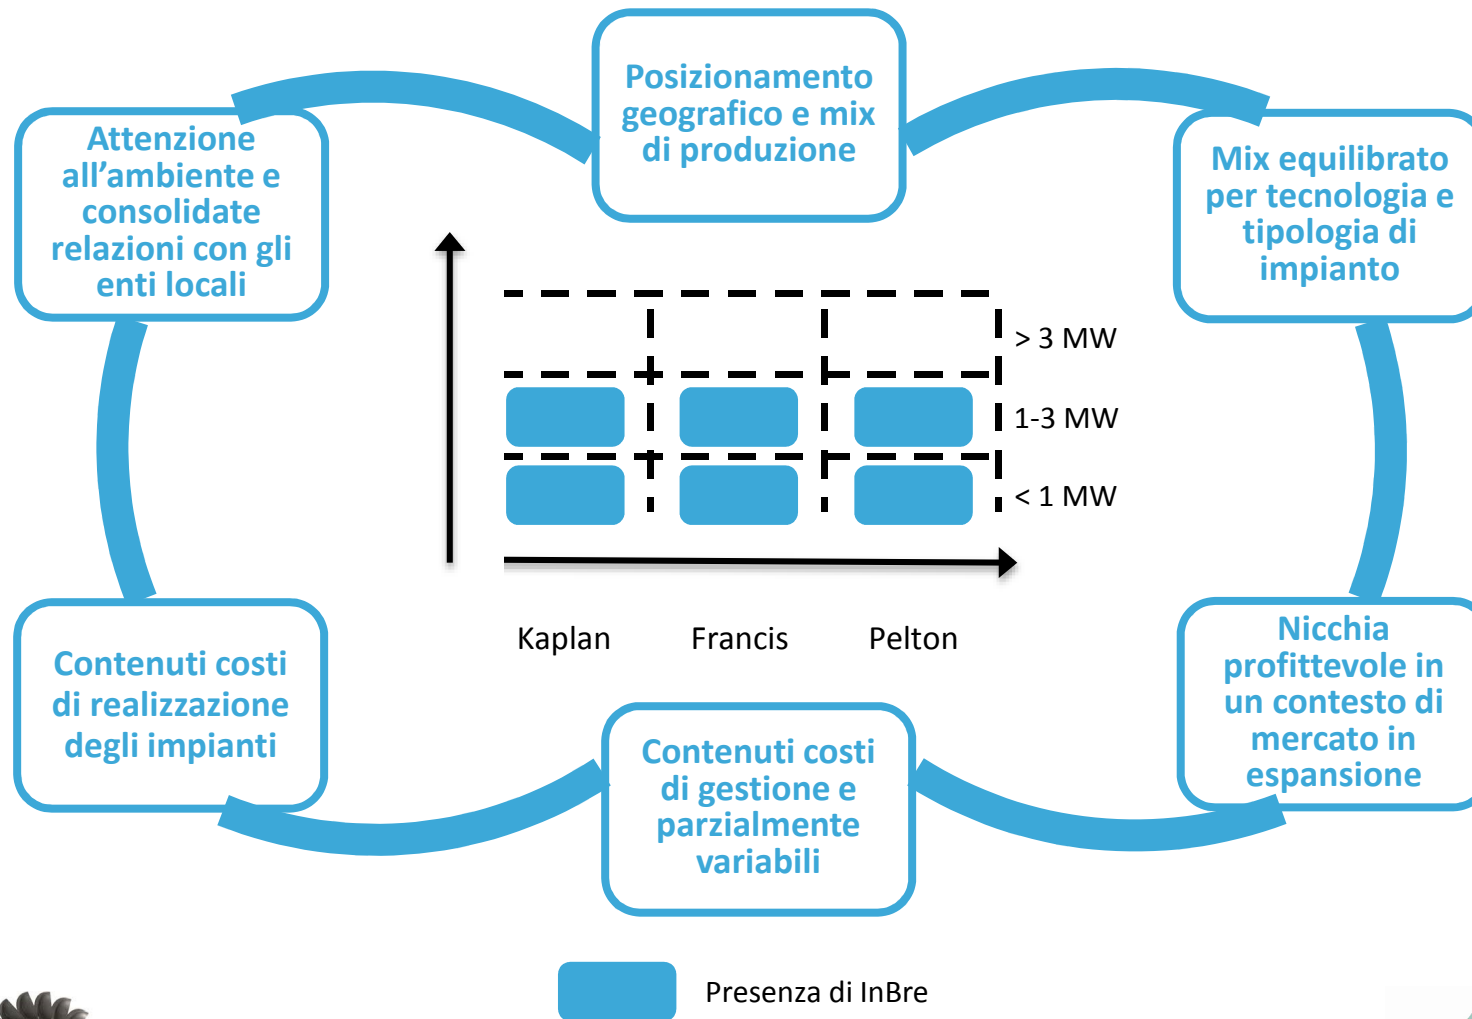 Posizionamento
geografico e mix
di produzione
Attenzione
all’ambiente e
consolidate
relazioni con gli
enti locali
Mix equilibrato
per tecnologia e
tipologia di
impianto
> 3 MW
1-3 MW
< 1 MW
Kaplan
Francis
Pelton
Contenuti costi
di realizzazione
degli impianti
Contenuti costi
di gestione e
parzialmente
variabili
Nicchia
profittevole in
un contesto di
mercato in
espansione
Presenza di InBre